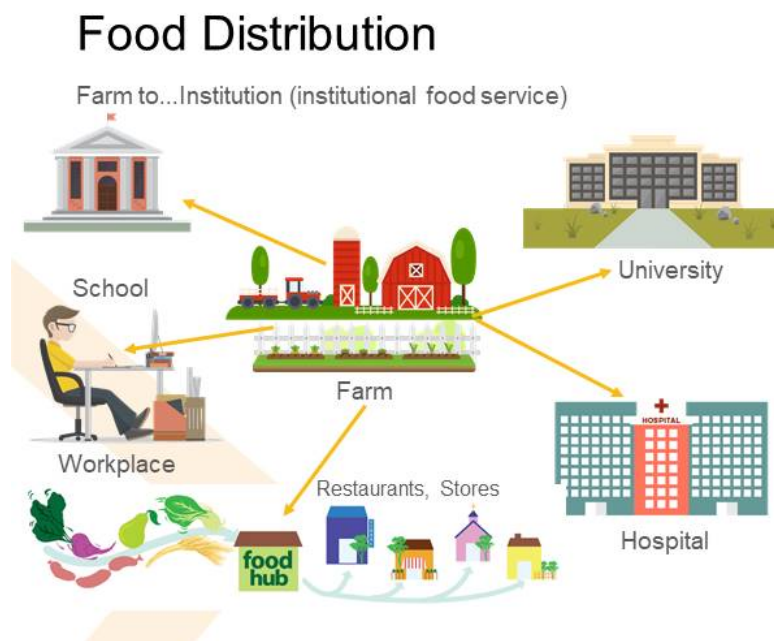 Food Distribution
Farm to...Institution (institutional food service)
School
University
Farm
Workplace
HOSPITAL
Restaurants, Stores
Hospital
food
hub